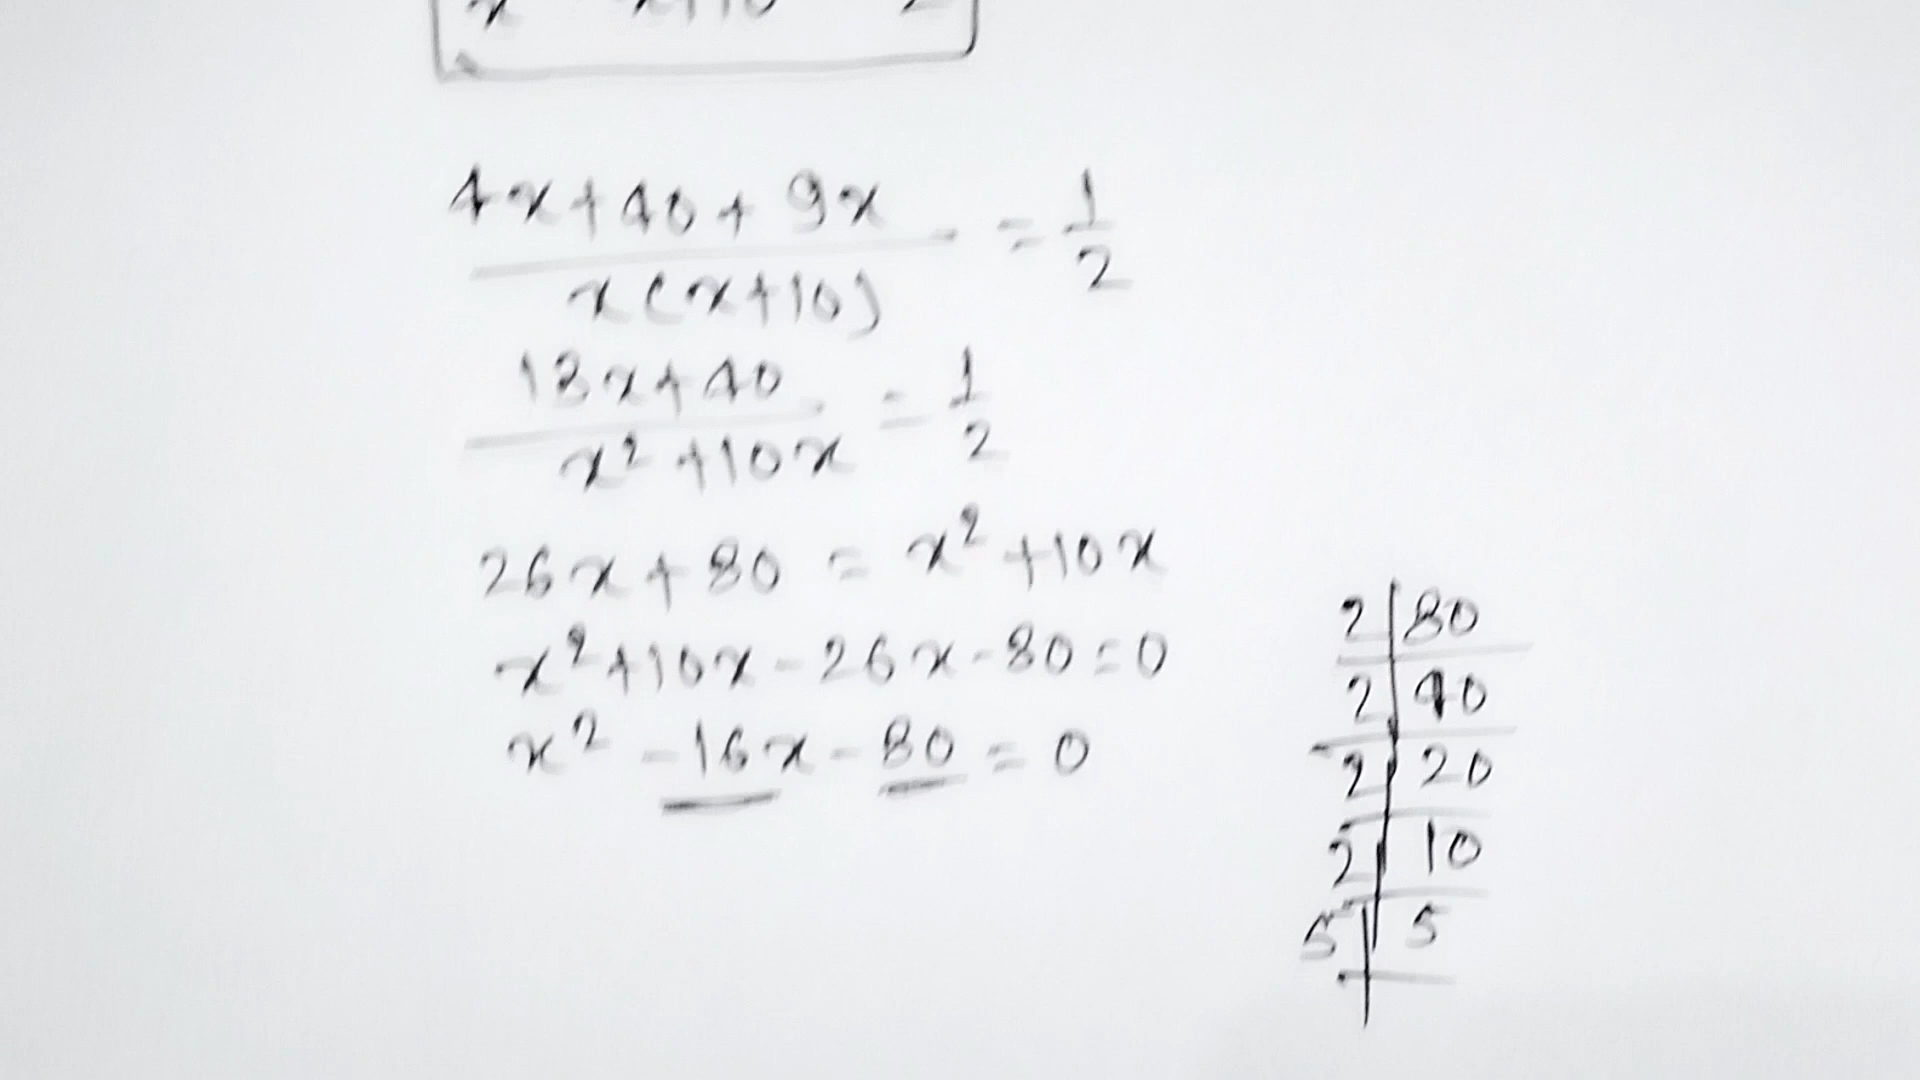 4x+40+9x / x(x+10) = 1/2
13x+40 / x²+10x = 1/2
26x+80 = x²+10x
x²+10x-26x-80=0
x²-16x-80=0
2|80
2|40
2|20
2|10
5|5